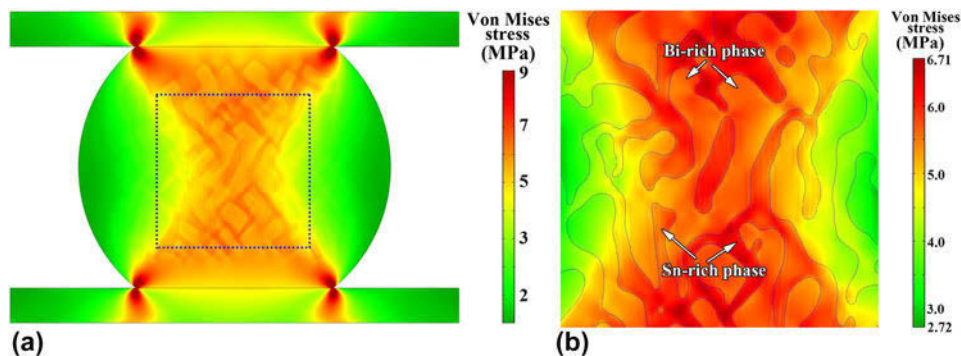 Von Mises
stress
(MPa)
9
7
5
4
2
(a)
Bi-rich phase
Sn-rich phase
(b)
Von Mises
stress
(MPa)
6.71
6.0
5.0
4.0
3.0
2.72